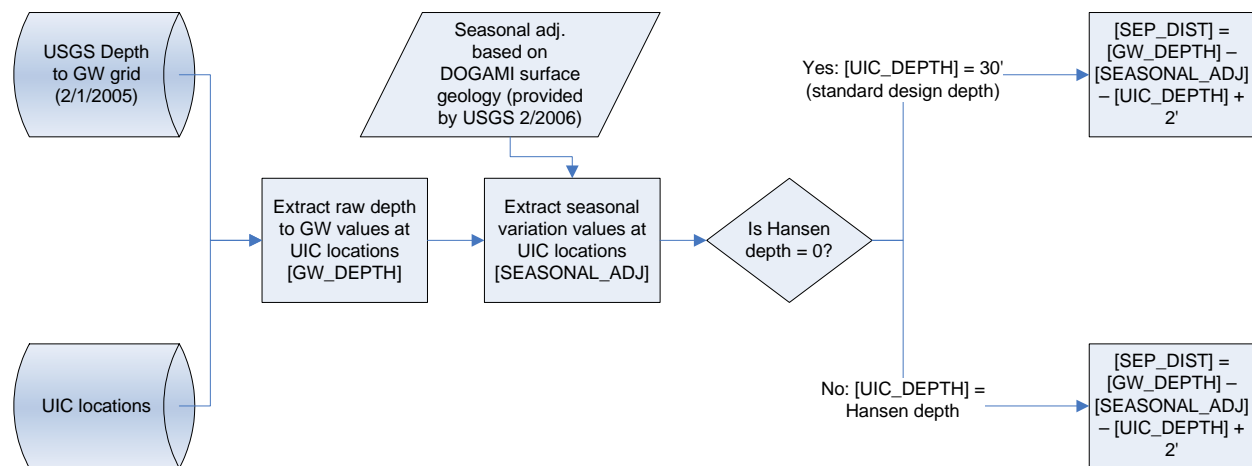 USGS Depth
to GW grid
(2/1/2005)
Seasonal adj.
based on
DOGAMI surface
geology (provided
by USGS 2/2006)
Yes: [UIC_DEPTH] = 30'
(standard design depth)
[SEP_DIST] =
[GW_DEPTH] –
[SEASONAL_ADJ]
– [UIC_DEPTH] +
2'
Extract raw depth
to GW values at
UIC locations
[GW_DEPTH]
Extract seasonal
variation values at
UIC locations
[SEASONAL_ADJ]
Is Hansen
depth = 0?
UIC locations
No: [UIC_DEPTH] =
Hansen depth
[SEP_DIST] =
[GW_DEPTH] –
[SEASONAL_ADJ]
– [UIC_DEPTH] +
2'